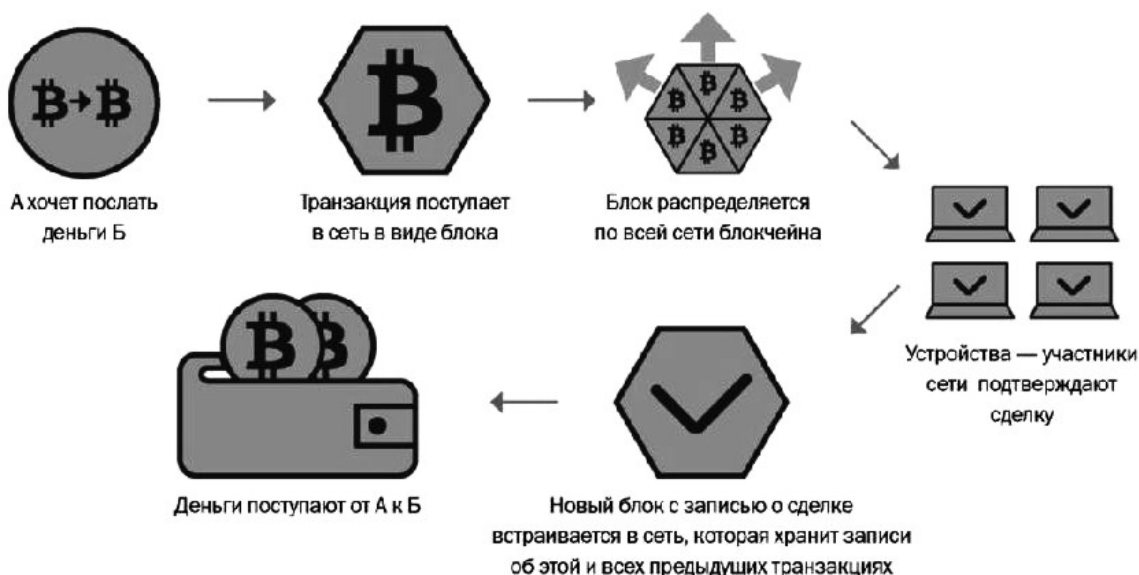 А хочет послать
деньги Б
Транзакция поступает
в сеть в виде блока
Блок распределяется
по всей сети блокчейна
Устройства — участники
сети подтверждают
сделку
Новый блок с записью о сделке
встраивается в сеть, которая хранит записи
об этой и всех предыдущих транзакциях
Деньги поступают от А к Б